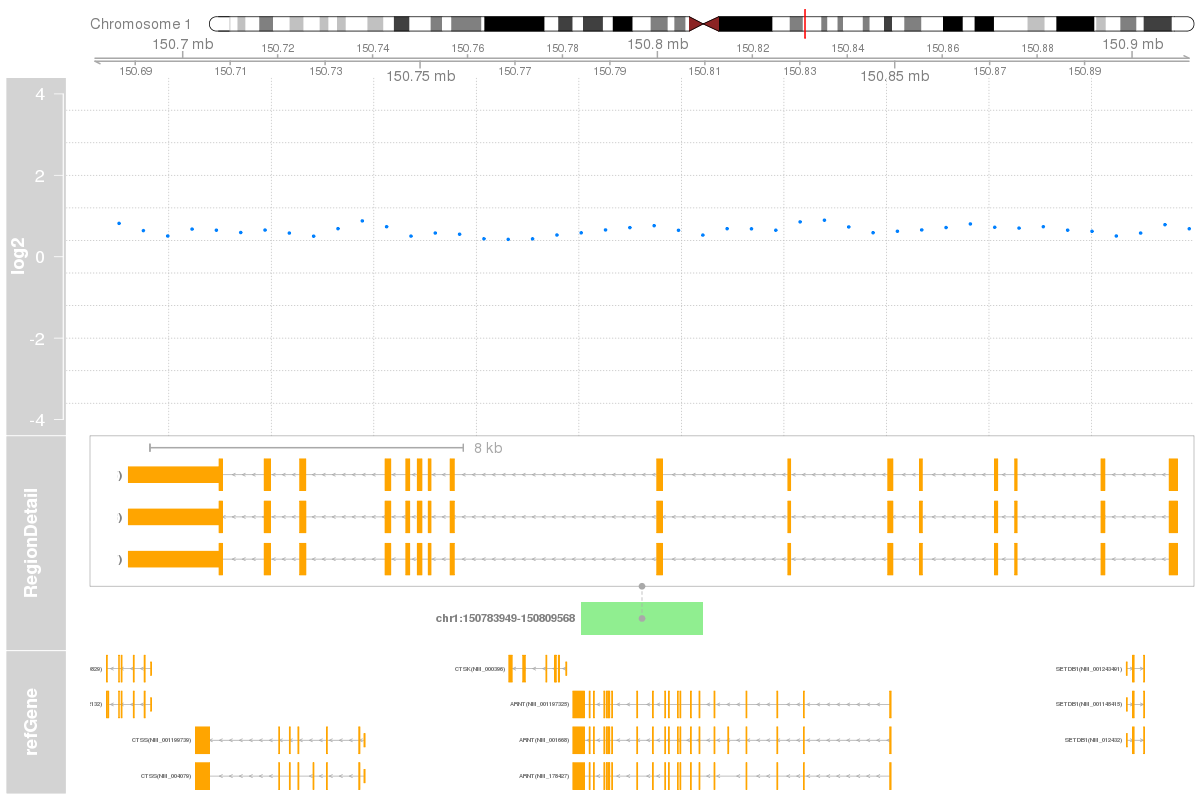 Chromosome 1
150.7 mb 150.72 150.74 150.76 150.78 150.8 mb 150.82 150.84 150.86 150.88 150.9 mb
150.69 150.71 150.73 150.75 mb 150.77 150.79 150.81 150.83 150.85 mb 150.87 150.89
4
2
0
-2
-4
log2
RegionDetail
8 kb
)
)
)
chr1:150783949-150809568
refGene
CTSK(NM_000396)
SETDB1(NM_001243491)
ARNT(NM_001197325)
SETDB1(NM_001145415)
CTSS(NM_001199739)
ARNT(NM_001668)
SETDB1(NM_012432)
CTSS(NM_004079)
ARNT(NM_178427)